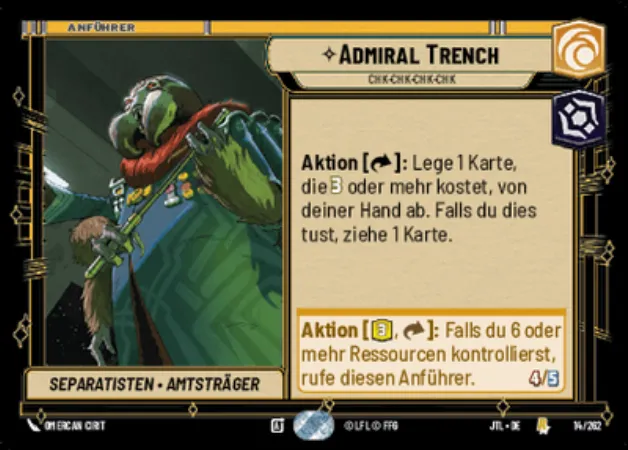 ANFÜHRER
ADMIRAL TRENCH
CHK-CHK-CHK-CHK
Aktion [ ]: Lege 1 Karte,
die 3 oder mehr kostet, von
deiner Hand ab. Falls du dies
tust, ziehe 1 Karte.
Aktion [3, ]: Falls du 6 oder
mehr Ressourcen kontrollierst,
rufe diesen Anführer.
4/5
SEPARATISTEN • AMTSTRÄGER
OMERCAN CIRIT
© LFL © FFG
JTL • DE
14/262